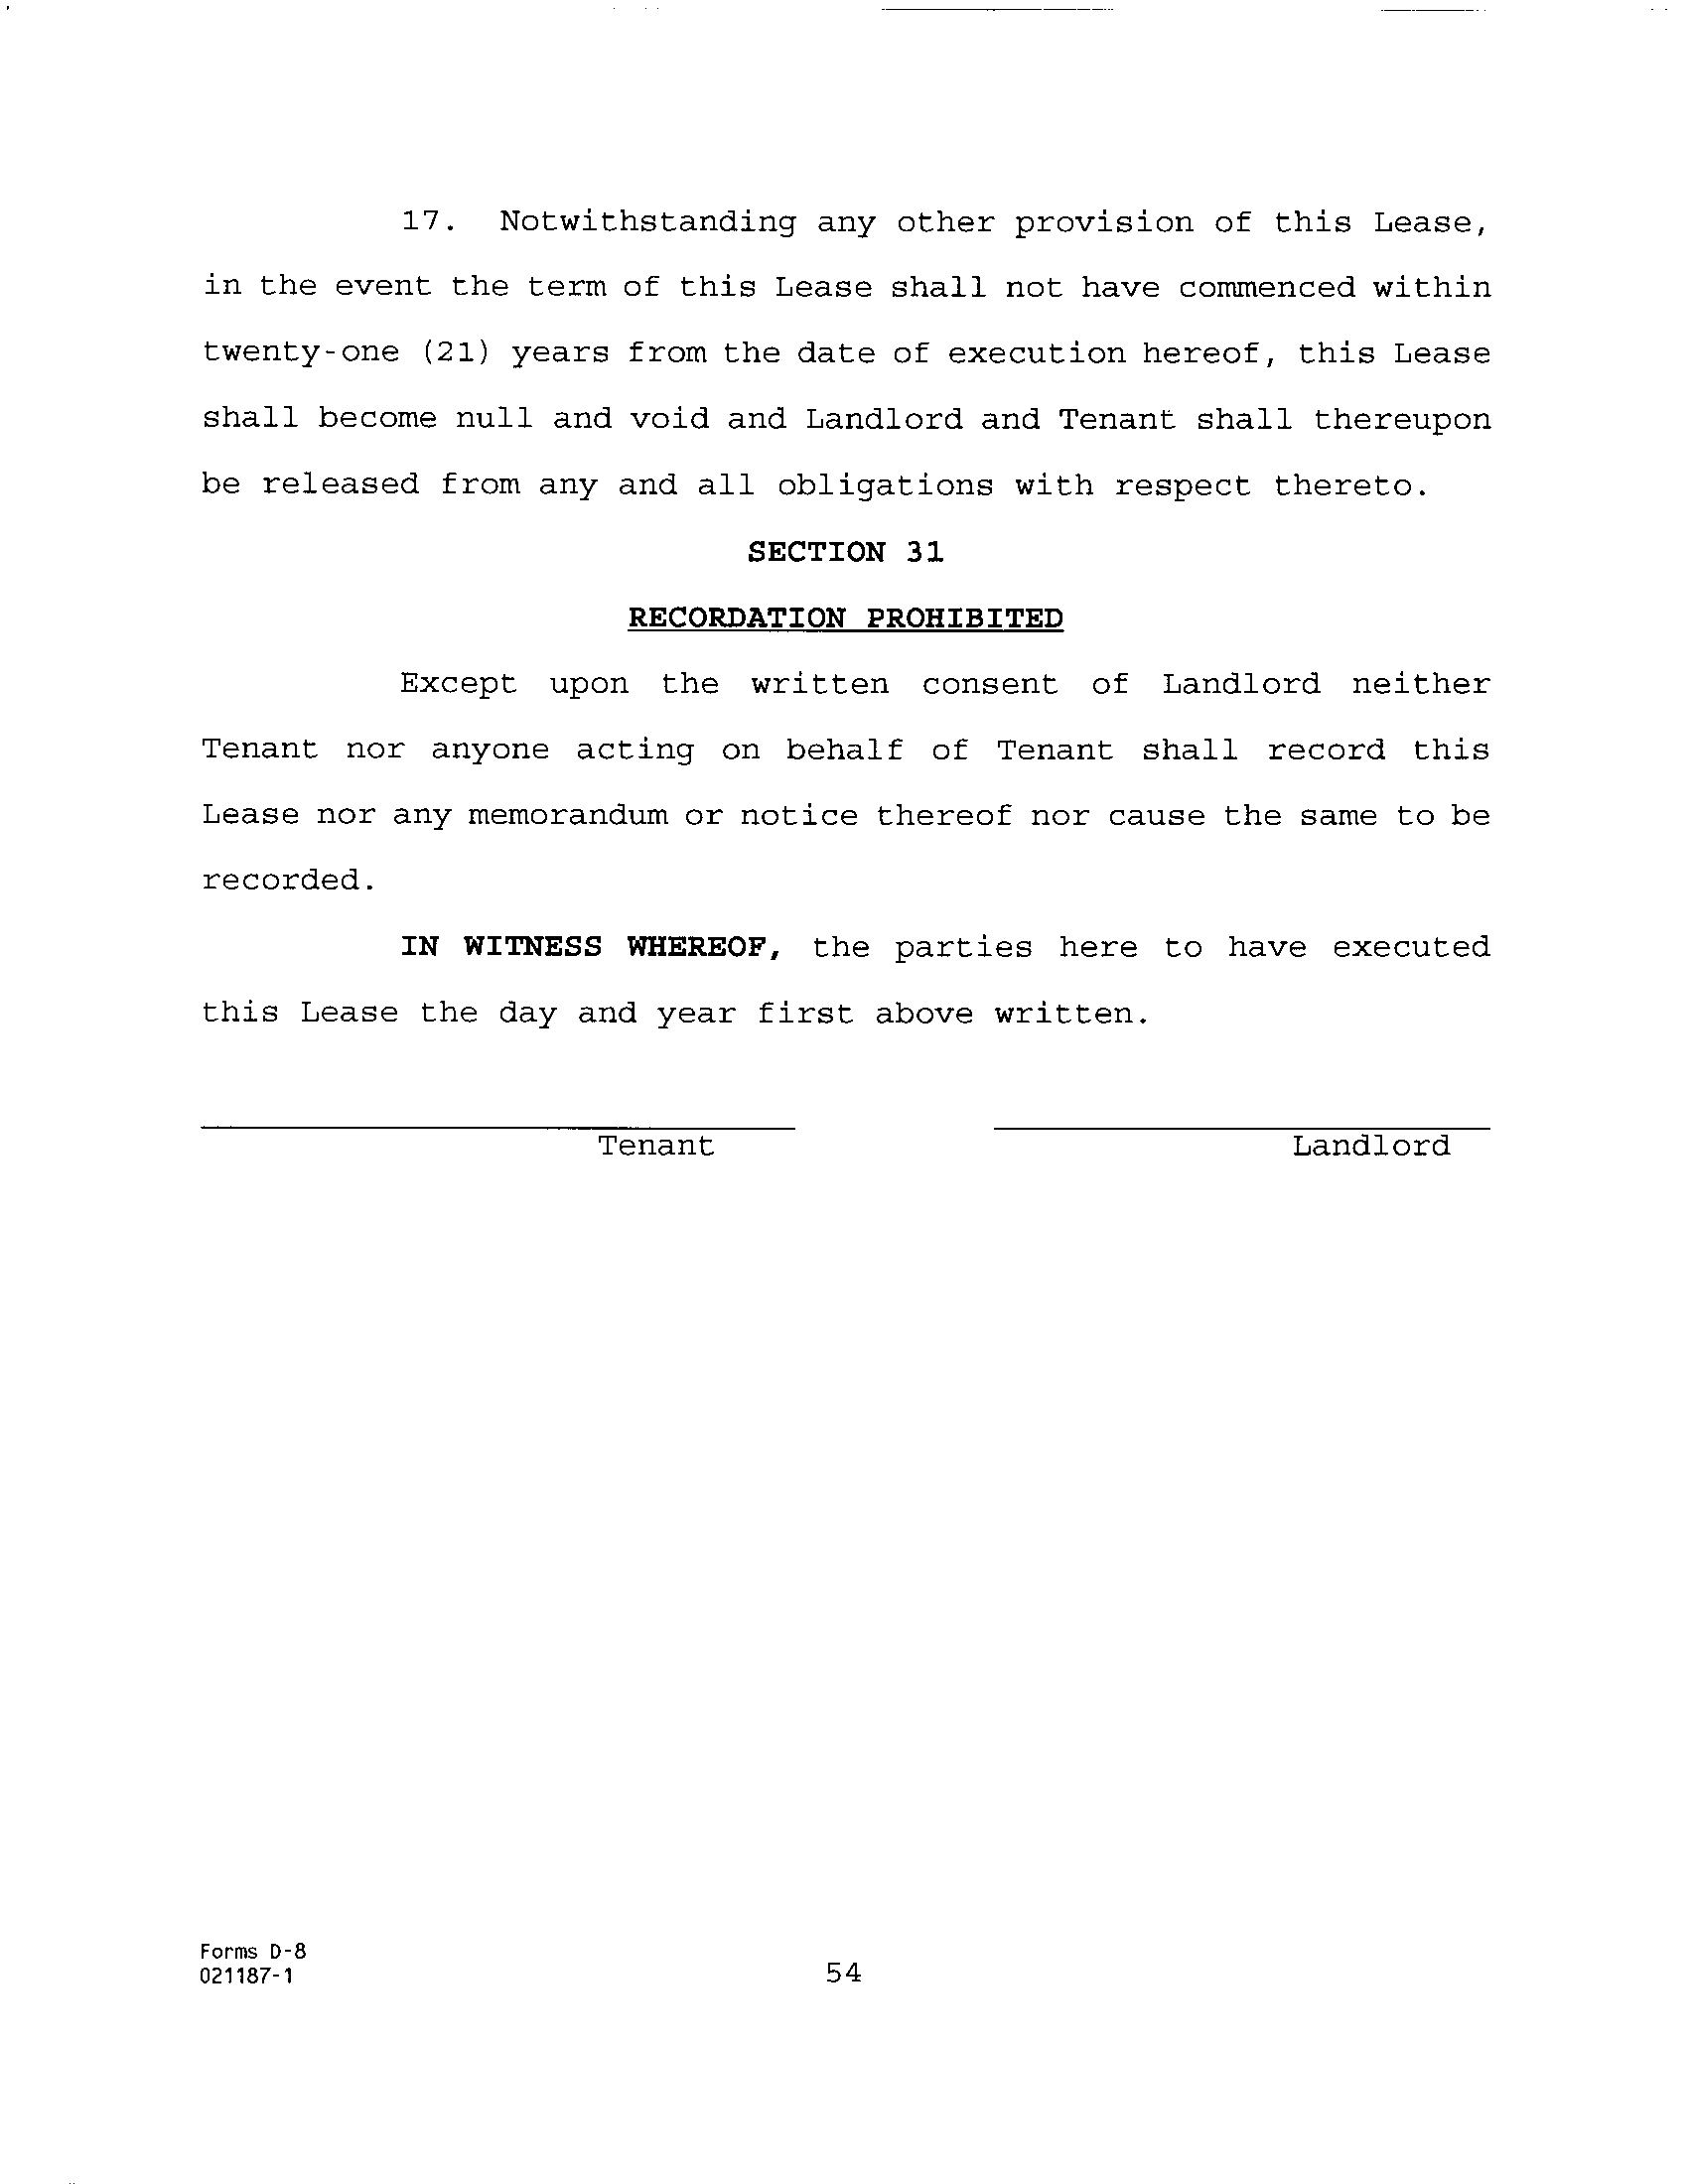 17. Notwithstanding any other provision of this Lease,
in the event the term of this Lease shall not have commenced within
twenty-one (21) years from the date of execution hereof, this Lease
shall become null and void and Landlord and Tenant shall thereupon
be released from any and all obligations with respect thereto.
SECTION 31
RECORDATION PROHIBITED
Except upon the written consent of Landlord neither
Tenant nor anyone acting on behalf of Tenant shall record this
Lease nor any memorandum or notice thereof nor cause the same to be
recorded.
IN WITNESS WHEREOF, the parties here to have executed
this Lease the day and year first above written.
Tenant Landlord
Forms D-8
021187-1 54